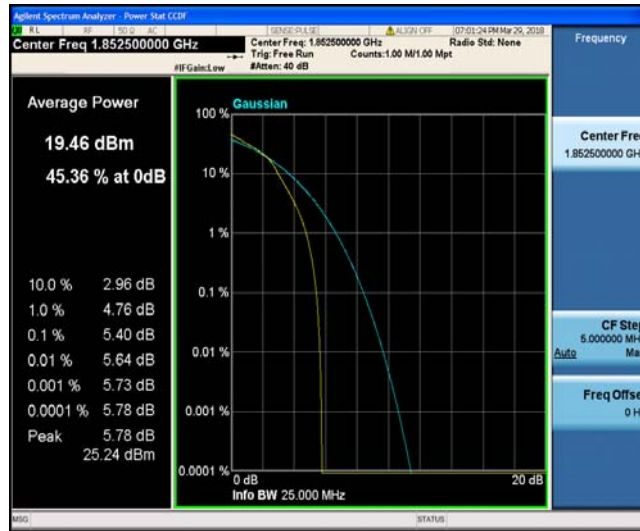 Agilent Spectrum Analyzer - Power Stat CCDF
RL RF 50 Ω AC SENSE:PULSE ALIGN OFF 07:01:24 PM Mar 29, 2018
Center Freq 1.852500000 GHz
Center Freq: 1.852500000 GHz Radio Std: None
Trig: Free Run Counts:1.00 M/1.00 Mpt
#IFGain:Low #Atten: 40 dB
Frequency
Average Power
19.46 dBm
45.36 % at 0dB
10.0 % 2.96 dB
1.0 % 4.76 dB
0.1 % 5.40 dB
0.01 % 5.64 dB
0.001 % 5.73 dB
0.0001 % 5.78 dB
Peak 5.78 dB
25.24 dBm
Gaussian
100 %
10 %
1 %
0.1 %
0.01 %
0.001 %
0.0001 %
0 dB 20 dB
Info BW 25.000 MHz
Center Fre
1.852500000 GH
CF Step
5.000000 MH
Auto Ma
Freq Offse
0 H
MSG STATUS